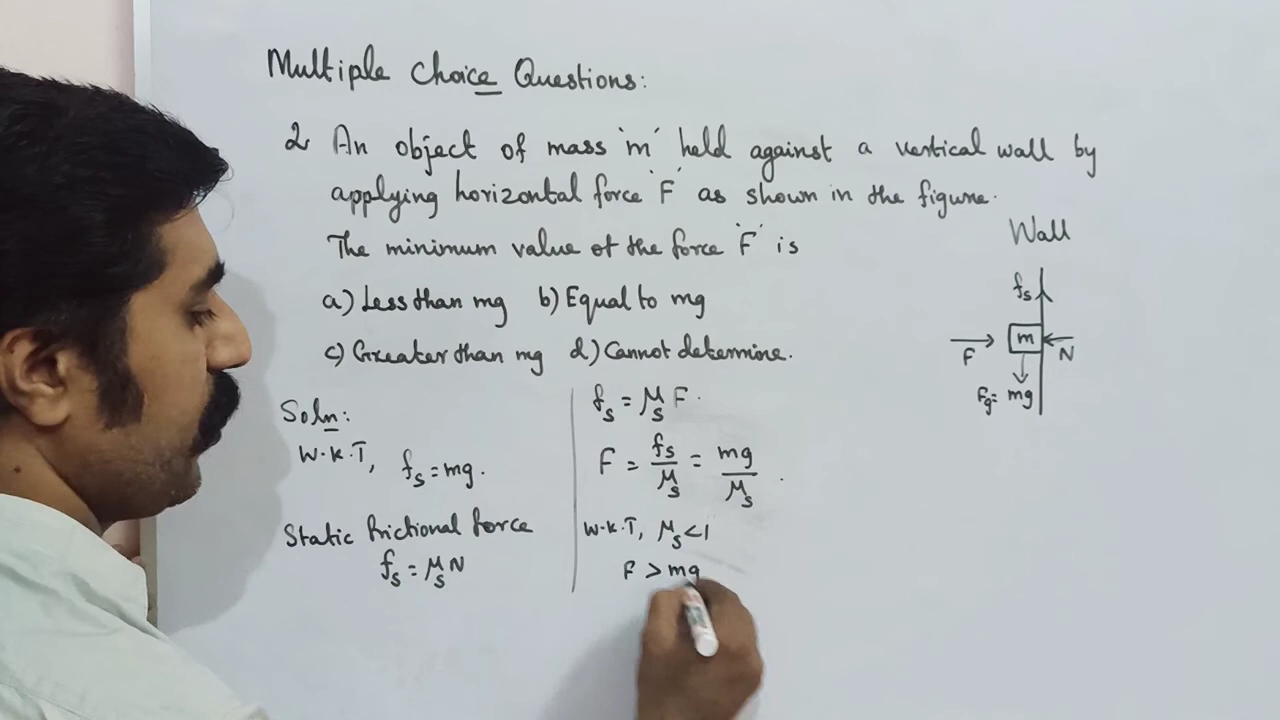 Multiple Choice Questions:
2. An object of mass 'm' held against a vertical wall by
applying horizontal force 'F' as shown in the figure.
The minimum value of the force 'F' is
a) Less than mg b) Equal to mg
c) Greater than mg d) Cannot determine.
Wall
fs
m
F
N
Fg = mg
Soln:
W.K.T, fs = mg.
Static frictional force
fs = μs N
fs = μs F.
F = fs/μs = mg/μs.
W.K.T, μs < 1
F > mg